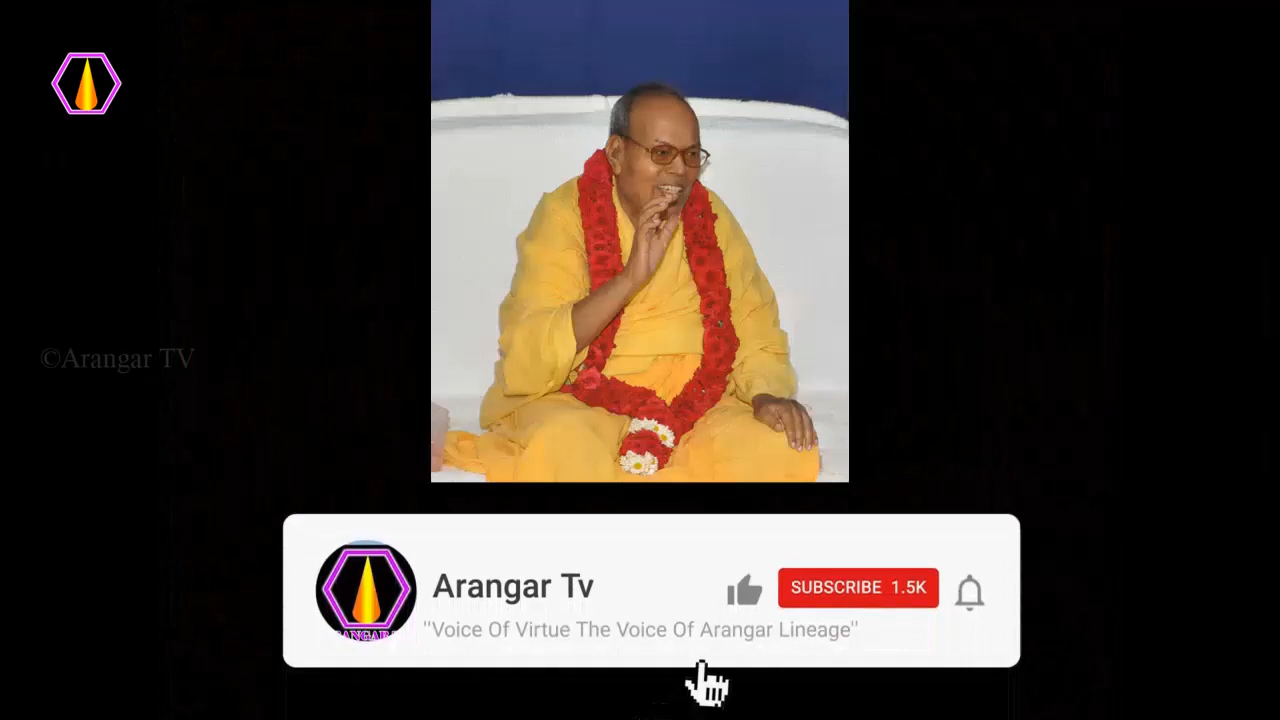 ©Arangar TV
Arangar Tv
SUBSCRIBE 1.5K
"Voice Of Virtue The Voice Of Arangar Lineage"